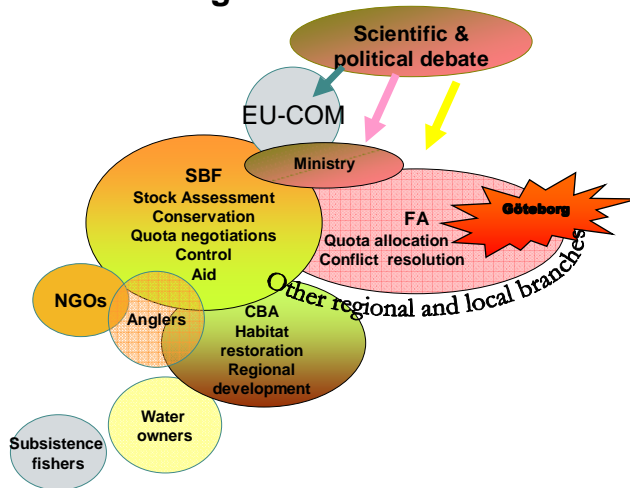 Scientific &
political debate
EU-COM
Ministry
SBF
Stock Assessment
Conservation
Quota negotiations
Control
Aid
FA
Quota allocation
Conflict resolution
Göteborg
Other regional and local branches
NGOs
Anglers
CBA
Habitat
restoration
Regional
development
Water
owners
Subsistence
fishers